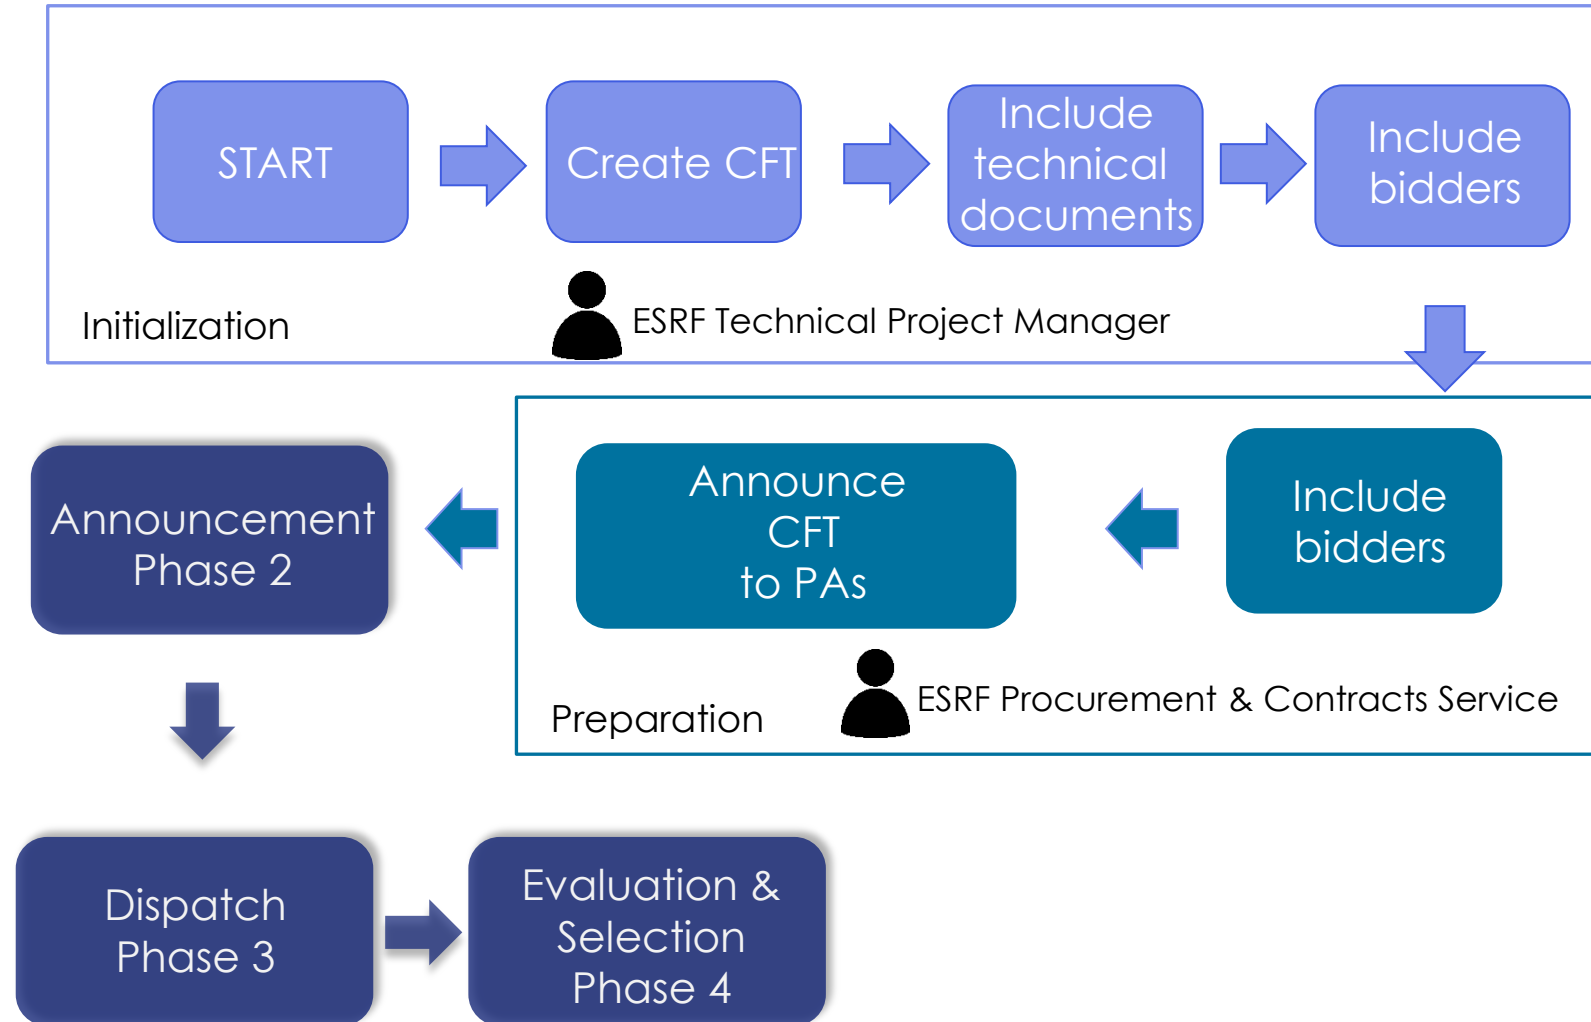 START
Create CFT
Include
technical
documents
Include
bidders
Initialization
ESRF Technical Project Manager
Include
bidders
Announce
CFT
to PAs
Preparation
ESRF Procurement & Contracts Service
Announcement
Phase 2
Dispatch
Phase 3
Evaluation &
Selection
Phase 4